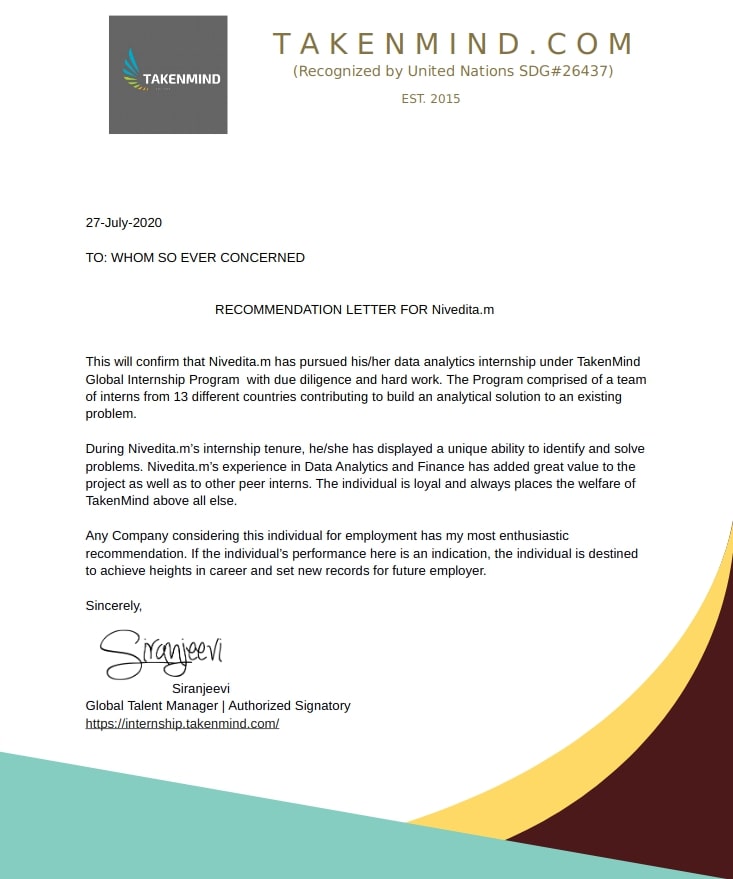 TAKENMIND
TAKENMIND.COM
(Recognized by United Nations SDG#26437)
EST. 2015
27-July-2020
TO: WHOM SO EVER CONCERNED
RECOMMENDATION LETTER FOR Nivedita.m
This will confirm that Nivedita.m has pursued his/her data analytics internship under TakenMind
Global Internship Program  with due diligence and hard work. The Program comprised of a team
of interns from 13 different countries contributing to build an analytical solution to an existing
problem.
During Nivedita.m’s internship tenure, he/she has displayed a unique ability to identify and solve
problems. Nivedita.m’s experience in Data Analytics and Finance has added great value to the
project as well as to other peer interns. The individual is loyal and always places the welfare of
TakenMind above all else.
Any Company considering this individual for employment has my most enthusiastic
recommendation. If the individual’s performance here is an indication, the individual is destined
to achieve heights in career and set new records for future employer.
Sincerely,
Siranjeevi
Siranjeevi
Global Talent Manager | Authorized Signatory
https://internship.takenmind.com/